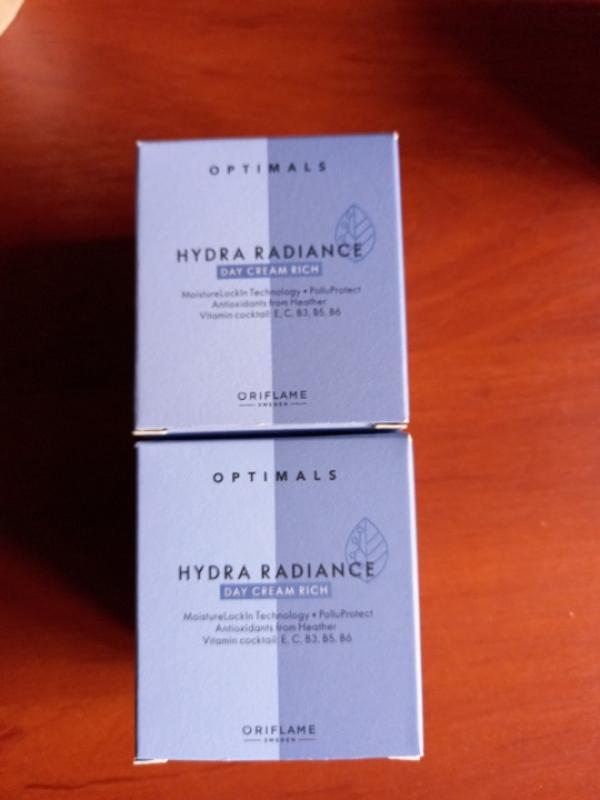 OPTIMALS
HYDRA RADIANCE
DAY CREAM RICH
MoistureLockIn Technology • PolluProtect
Antioxidants from Heather
Vitamin cocktail: E, C, B3, B5, B6
ORIFLAME
SWEDEN
OPTIMALS
HYDRA RADIANCE
DAY CREAM RICH
MoistureLockIn Technology • PolluProtect
Antioxidants from Heather
Vitamin cocktail: E, C, B3, B5, B6
ORIFLAME
SWEDEN